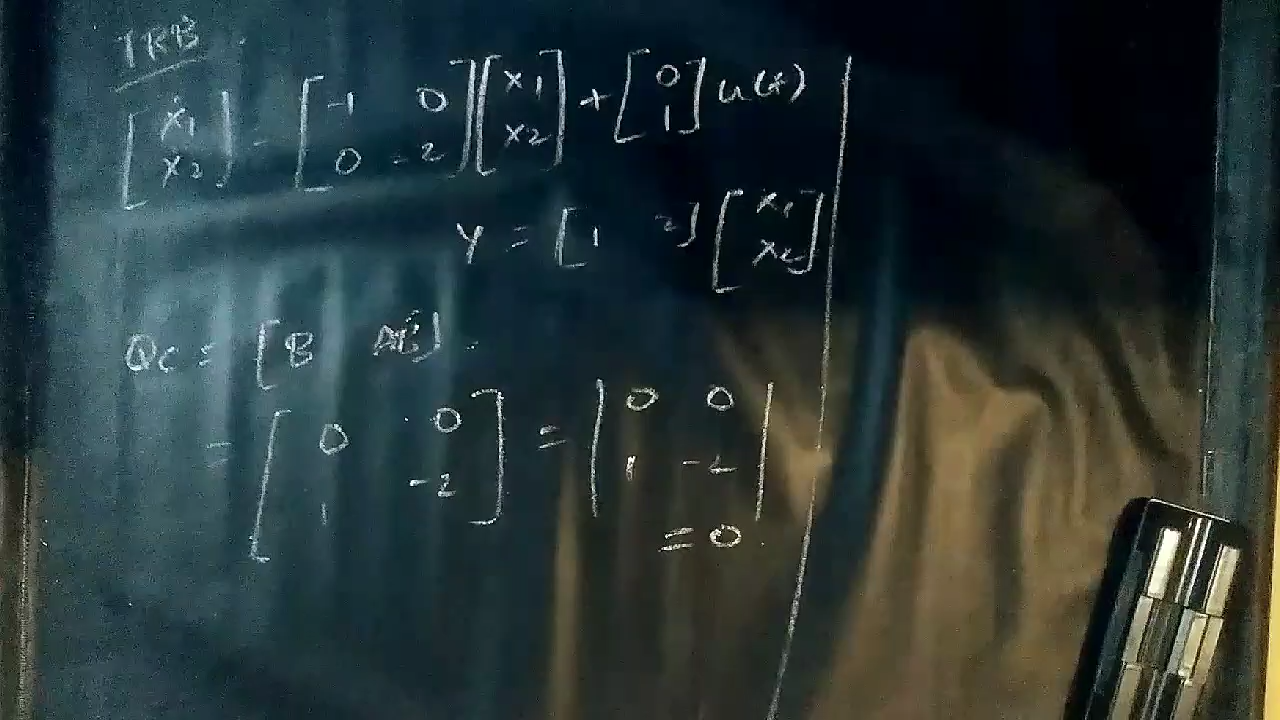 TRB
[ẋ1 ẋ2] = [-1 0 0 -2] [x1 x2] + [0 1] u(t)
Y = [1 2] [x1 x2]
Qc = [B AB].
= [0 0 1 -2] = |0 0 1 -2|
= 0.